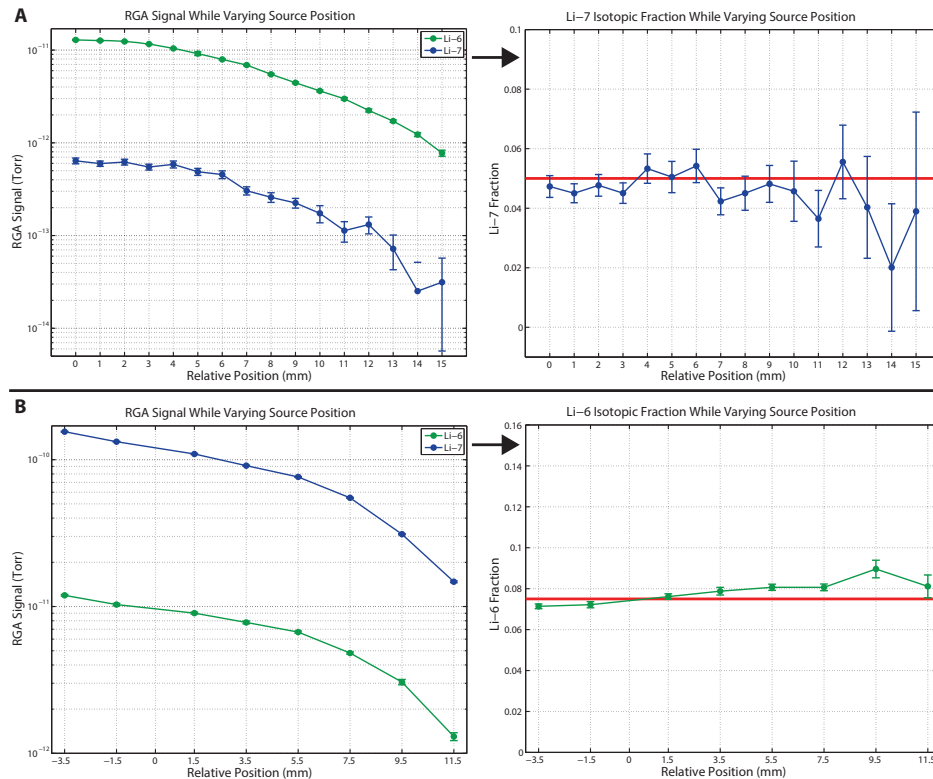 A
RGA Signal While Varying Source Position
Li−6
Li−7
10−11
10−12
10−13
10−14
RGA Signal (Torr)
0 1 2 3 4 5 6 7 8 9 10 11 12 13 14 15
Relative Position (mm)
Li−7 Isotopic Fraction While Varying Source Position
0.1
0.08
0.06
0.04
0.02
0
Li−7 Fraction
0 1 2 3 4 5 6 7 8 9 10 11 12 13 14 15
Relative Position (mm)
B
RGA Signal While Varying Source Position
Li−6
Li−7
10−10
10−11
10−12
RGA Signal (Torr)
−3.5 −1.5 0 1.5 3.5 5.5 7.5 9.5 11.5
Relative Position (mm)
Li−6 Isotopic Fraction While Varying Source Position
0.16
0.14
0.12
0.1
0.08
0.06
0.04
0.02
0
Li−6 Fraction
−3.5 −1.5 0 1.5 3.5 5.5 7.5 9.5 11.5
Relative Position (mm)